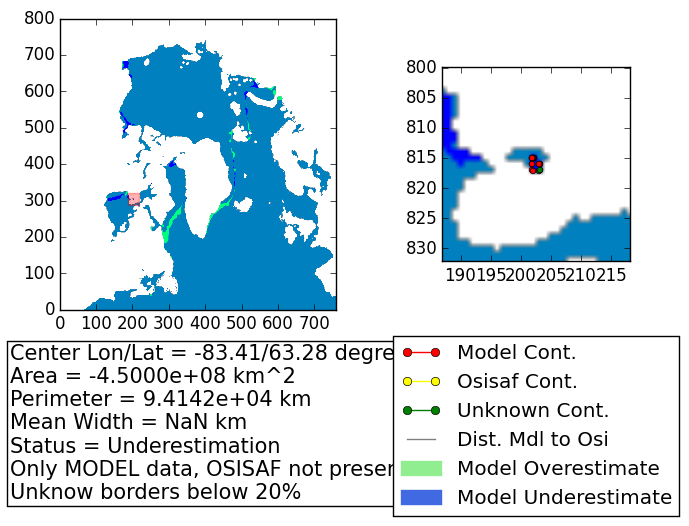 800
700
600
500
400
300
200
100
0
0 100 200 300 400 500 600 700
800
805
810
815
820
825
830
190195200205210215
Center Lon/Lat = -83.41/63.28 degre
Area = -4.5000e+08 km^2
Perimeter = 9.4142e+04 km
Mean Width = NaN km
Status = Underestimation
Only MODEL data, OSISAF not presen
Unknow borders below 20%
Model Cont.
Osisaf Cont.
Unknown Cont.
Dist. Mdl to Osi
Model Overestimate
Model Underestimate